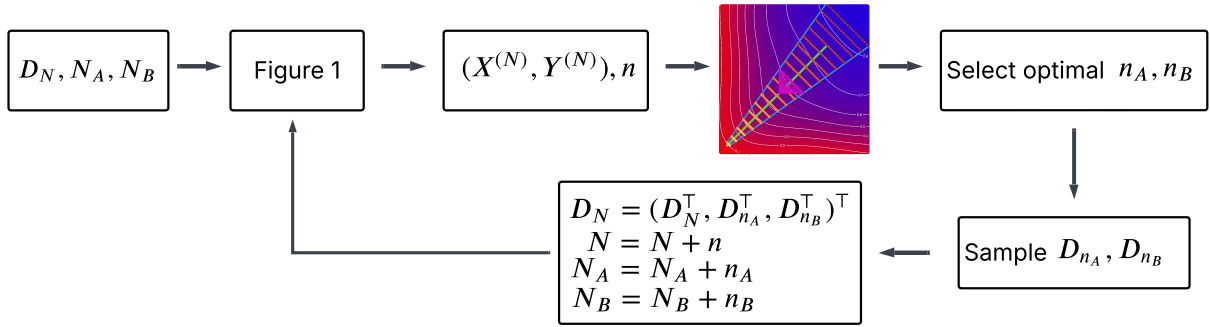 D_N, N_A, N_B
Figure 1
(X^{(N)}, Y^{(N)}), n
Select optimal n_A, n_B
D_N = (D_N^⊤, D_{n_A}^⊤, D_{n_B}^⊤)^⊤
N = N + n
N_A = N_A + n_A
N_B = N_B + n_B
Sample D_{n_A}, D_{n_B}